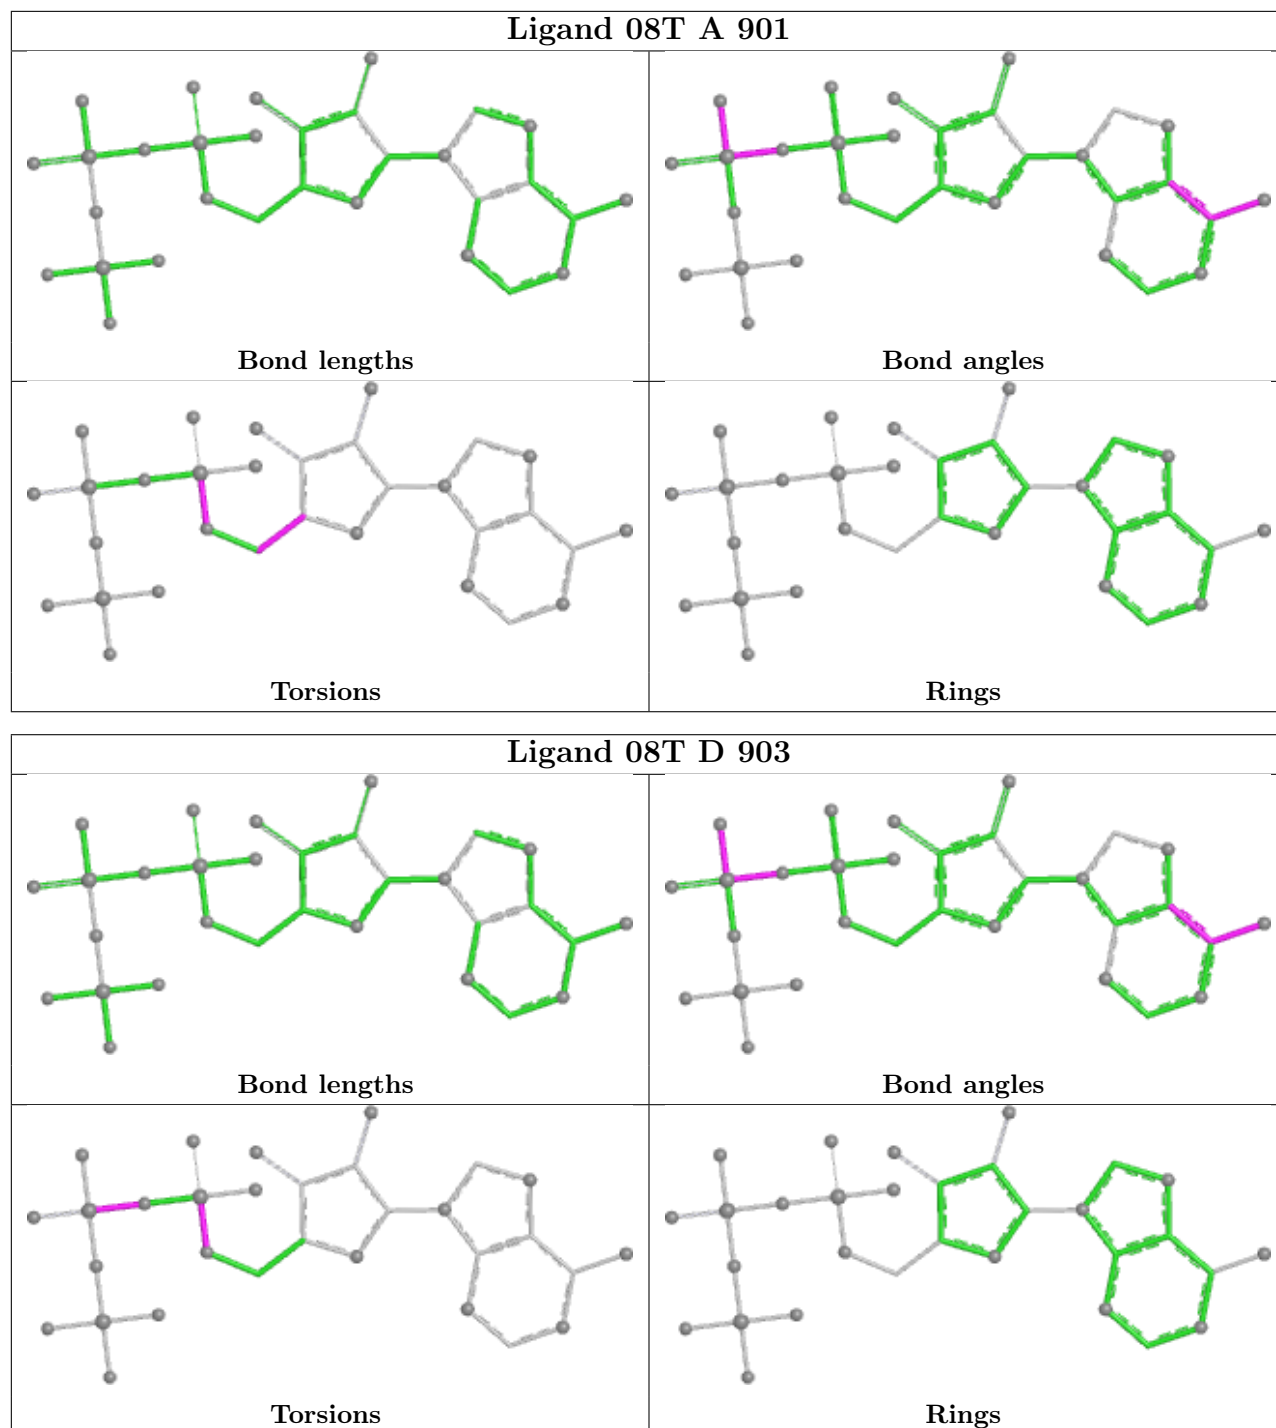 Ligand 08T A 901
Bond lengths
Bond angles
Torsions
Rings
Ligand 08T D 903
Bond lengths
Bond angles
Torsions
Rings